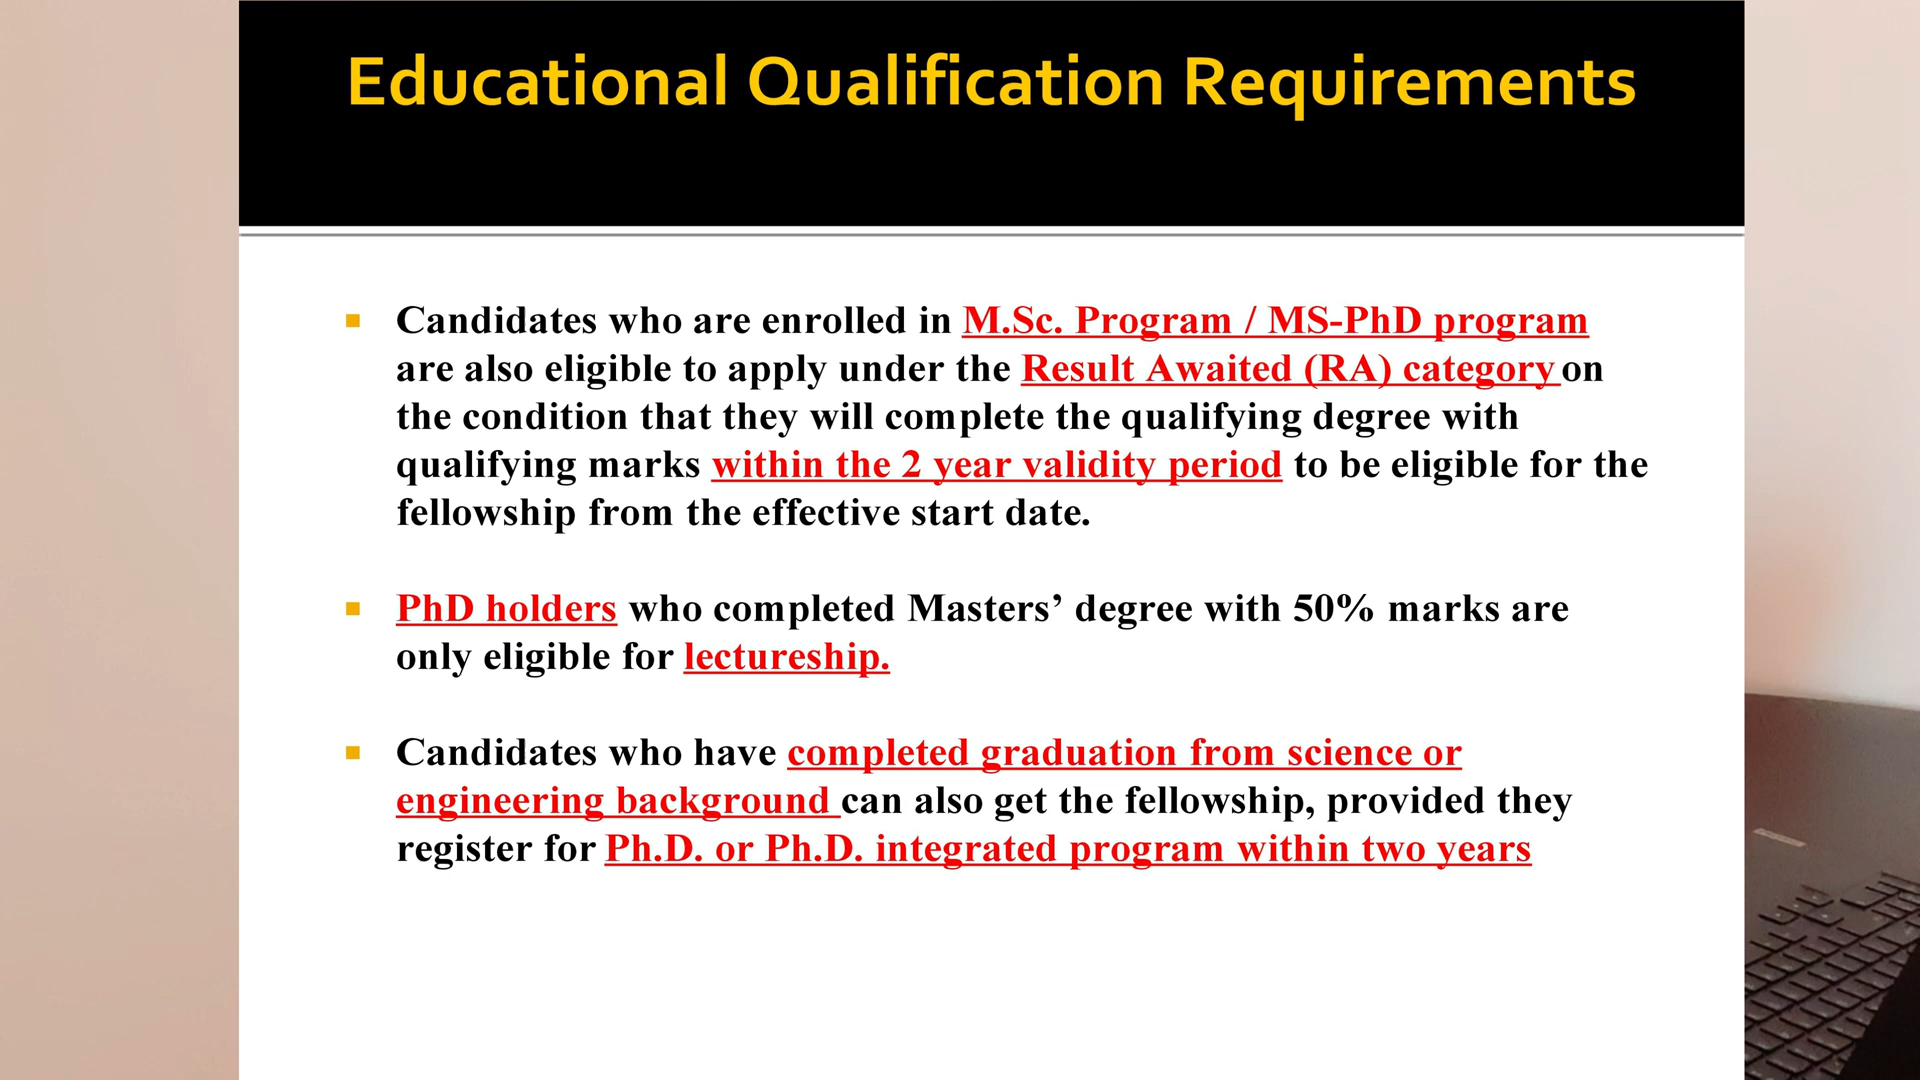 Educational Qualification Requirements
Candidates who are enrolled in M.Sc. Program / MS-PhD program
are also eligible to apply under the Result Awaited (RA) category on
the condition that they will complete the qualifying degree with
qualifying marks within the 2 year validity period to be eligible for the
fellowship from the effective start date.
PhD holders who completed Masters’ degree with 50% marks are
only eligible for lectureship.
Candidates who have completed graduation from science or
engineering background can also get the fellowship, provided they
register for Ph.D. or Ph.D. integrated program within two years